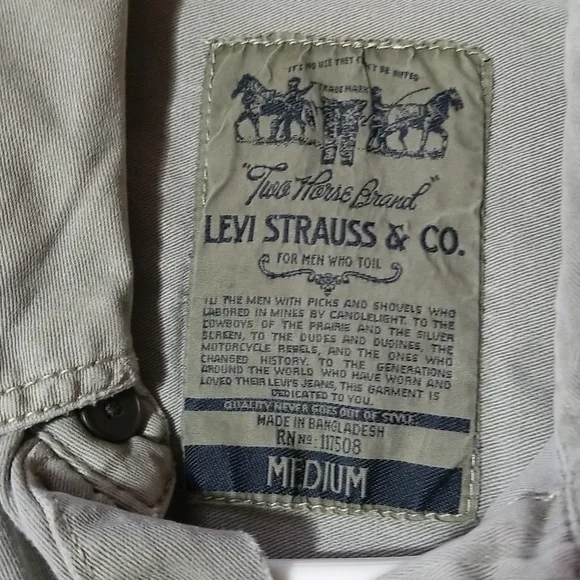 IT'S NO USE THEY CAN'T BE RIPPED
TRADE MARK
"Two Horse Brand"
LEVI STRAUSS & CO.
FOR MEN WHO TOIL
TO THE MEN WITH PICKS AND SHOVELS WHO
LABORED IN MINES BY CANDLELIGHT. TO THE
COWBOYS OF THE PRAIRIE AND THE SILVER
SCREEN, TO THE DUDES AND DUDINES, THE
MOTORCYCLE REBELS, AND THE ONES WHO
CHANGED HISTORY. TO THE GENERATIONS
AROUND THE WORLD WHO HAVE WORN AND
LOVED THEIR LEVI'S JEANS, THIS GARMENT IS
DEDICATED TO YOU.
QUALITY NEVER GOES OUT OF STYLE
MADE IN BANGLADESH
RN Nº: 117508
MEDIUM